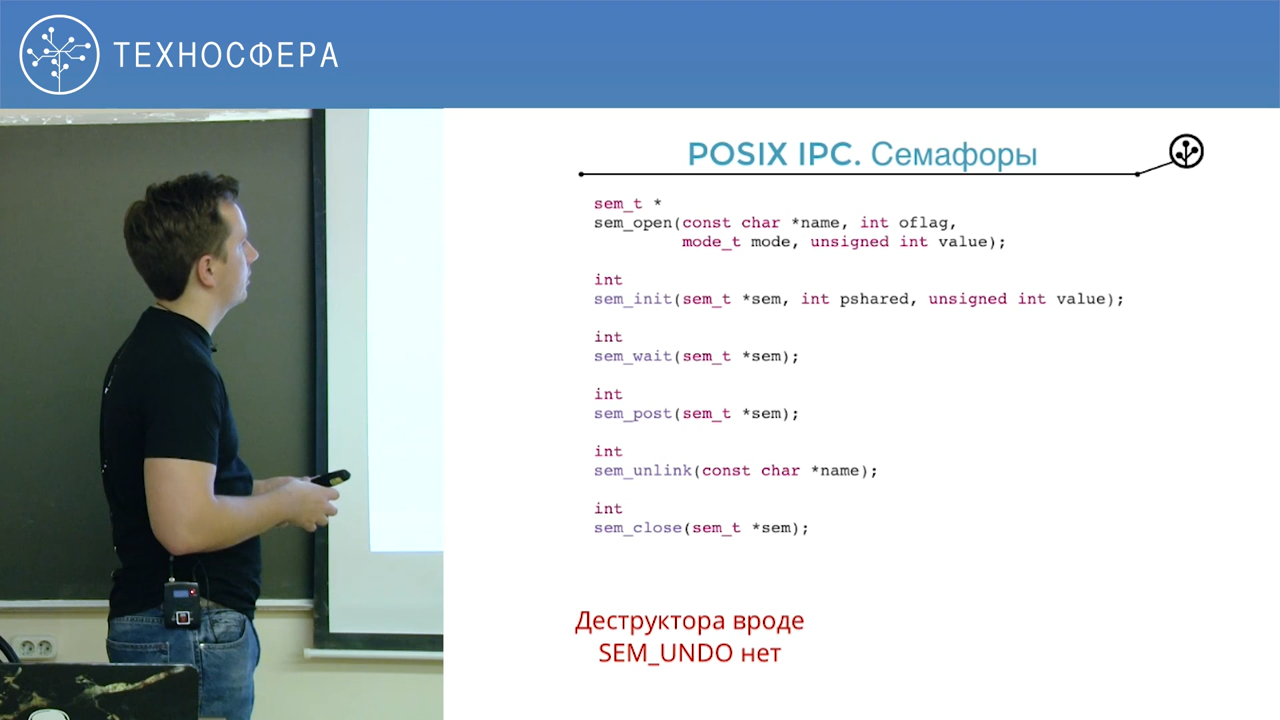 ТЕХНОСФЕРА
POSIX IPC. Семафоры
sem_t *
sem_open(const char *name, int oflag,
mode_t mode, unsigned int value);
int
sem_init(sem_t *sem, int pshared, unsigned int value);
int
sem_wait(sem_t *sem);
int
sem_post(sem_t *sem);
int
sem_unlink(const char *name);
int
sem_close(sem_t *sem);
Деструктора вроде
SEM_UNDO нет